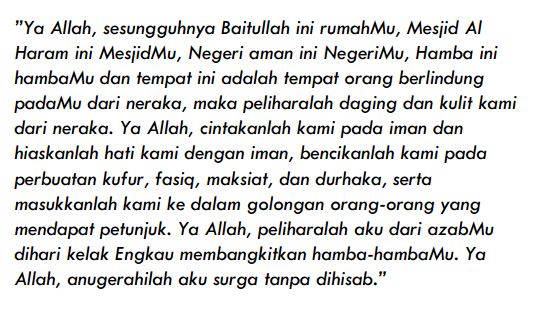 "Ya Allah, sesungguhnya Baitullah ini rumahMu, Mesjid Al
Haram ini MesjidMu, Negeri aman ini NegeriMu, Hamba ini
hambaMu dan tempat ini adalah tempat orang berlindung
padaMu dari neraka, maka peliharalah daging dan kulit kami
dari neraka. Ya Allah, cintakanlah kami pada iman dan
hiaskanlah hati kami dengan iman, bencikanlah kami pada
perbuatan kufur, fasiq, maksiat, dan durhaka, serta
masukkanlah kami ke dalam golongan orang-orang yang
mendapat petunjuk. Ya Allah, peliharalah aku dari azabMu
dihari kelak Engkau membangkitkan hamba-hambaMu. Ya
Allah, anugerahilah aku surga tanpa dihisab."